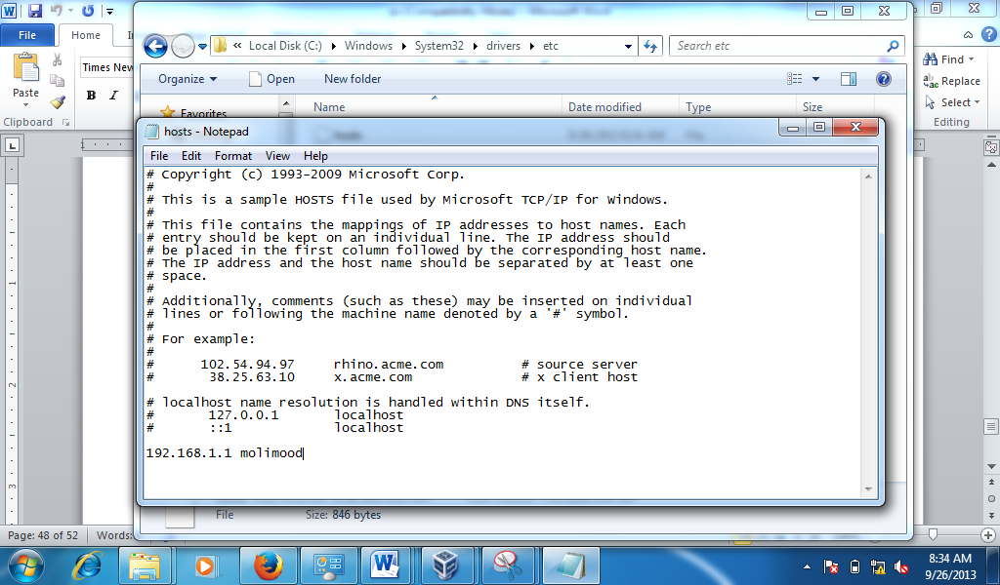 File
Home
Paste
Clipboard
Times New
B I
Find
Replace
Select
Editing
« Local Disk (C:) Windows System32 drivers etc
Search etc
Organize Open New folder
Favorites
Name Date modified Type Size
hosts - Notepad
File Edit Format View Help
# Copyright (c) 1993-2009 Microsoft Corp.
#
# This is a sample HOSTS file used by Microsoft TCP/IP for Windows.
#
# This file contains the mappings of IP addresses to host names. Each
# entry should be kept on an individual line. The IP address should
# be placed in the first column followed by the corresponding host name.
# The IP address and the host name should be separated by at least one
# space.
#
# Additionally, comments (such as these) may be inserted on individual
# lines or following the machine name denoted by a '#' symbol.
#
# For example:
#
# 102.54.94.97 rhino.acme.com # source server
# 38.25.63.10 x.acme.com # x client host
# localhost name resolution is handled within DNS itself.
# 127.0.0.1 localhost
# ::1 localhost
192.168.1.1 molimood
File Size: 846 bytes
Page: 48 of 52 Words:
8:34 AM
9/26/2013